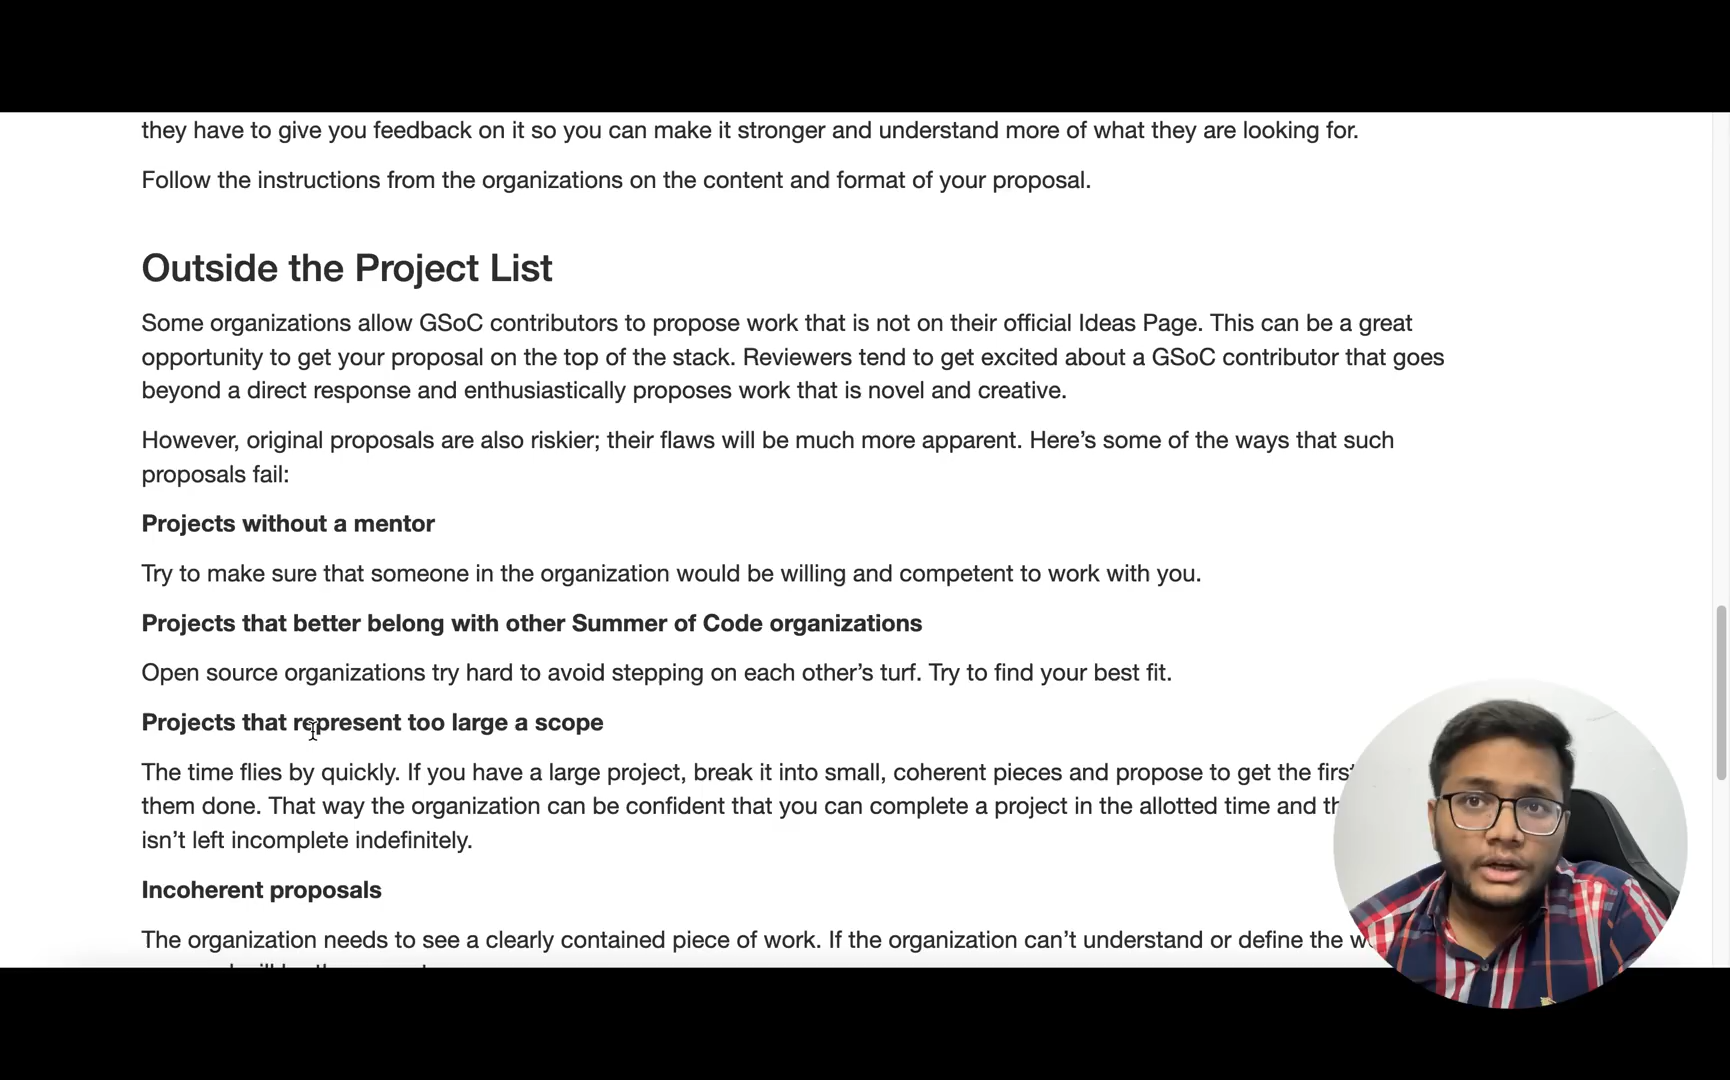 they have to give you feedback on it so you can make it stronger and understand more of what they are looking for.
Follow the instructions from the organizations on the content and format of your proposal.
Outside the Project List
Some organizations allow GSoC contributors to propose work that is not on their official Ideas Page. This can be a great
opportunity to get your proposal on the top of the stack. Reviewers tend to get excited about a GSoC contributor that goes
beyond a direct response and enthusiastically proposes work that is novel and creative.
However, original proposals are also riskier; their flaws will be much more apparent. Here’s some of the ways that such
proposals fail:
Projects without a mentor
Try to make sure that someone in the organization would be willing and competent to work with you.
Projects that better belong with other Summer of Code organizations
Open source organizations try hard to avoid stepping on each other’s turf. Try to find your best fit.
Projects that represent too large a scope
The time flies by quickly. If you have a large project, break it into small, coherent pieces and propose to get the first
them done. That way the organization can be confident that you can complete a project in the allotted time and
isn’t left incomplete indefinitely.
Incoherent proposals
The organization needs to see a clearly contained piece of work. If the organization can’t understand or define the